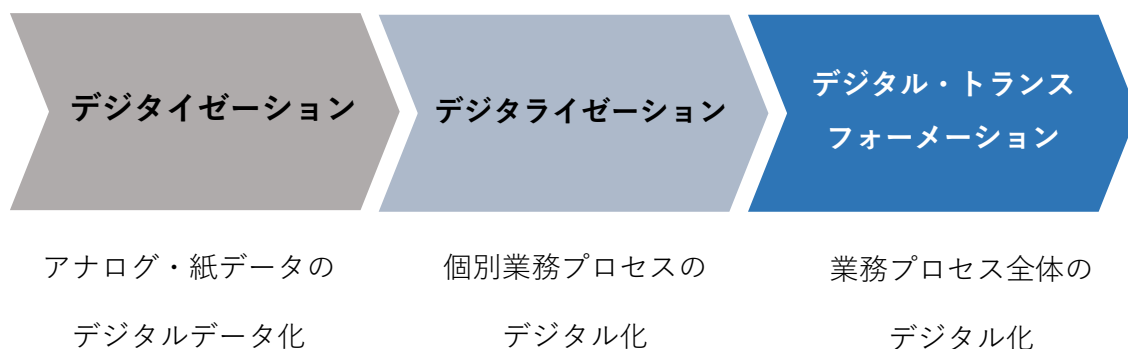 デジタイゼーション
デジタライゼーション
デジタル・トランス
フォーメーション
アナログ・紙データの
デジタルデータ化
個別業務プロセスの
デジタル化
業務プロセス全体の
デジタル化